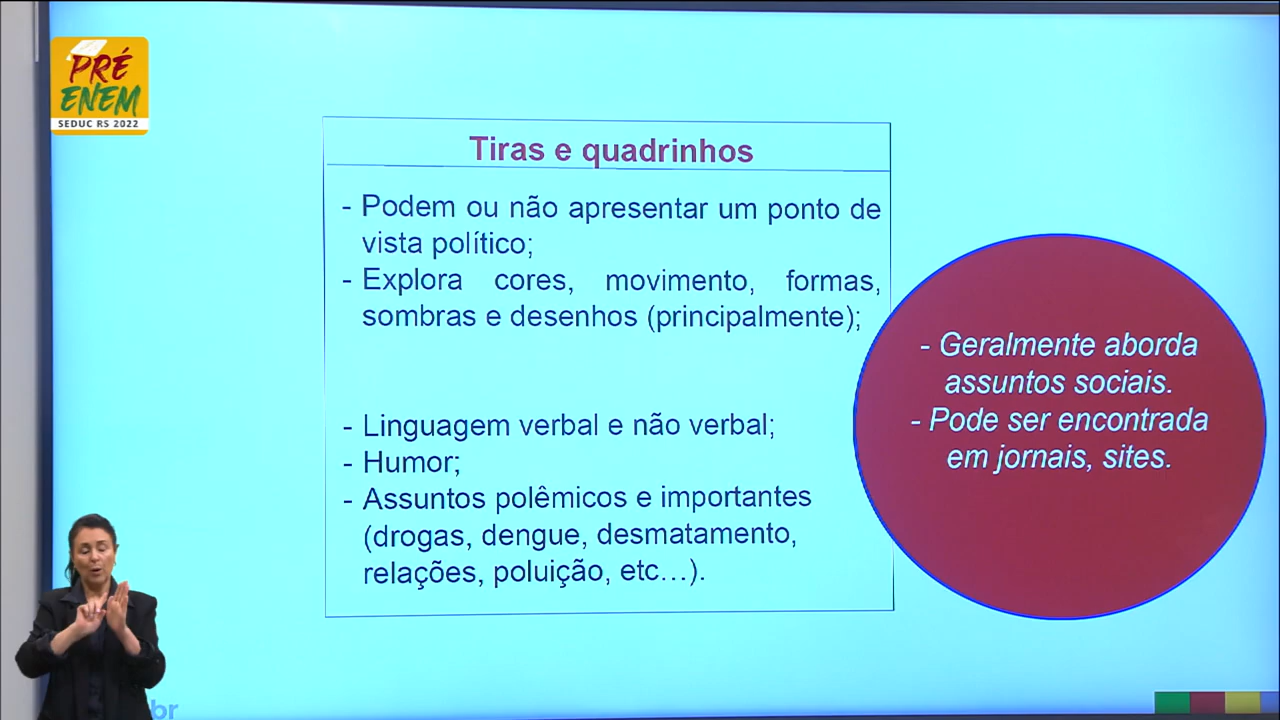 PRÉ
ENEM
SEDUC RS 2022
Tiras e quadrinhos
- Podem ou não apresentar um ponto de
vista político;
- Explora cores, movimento, formas,
sombras e desenhos (principalmente);
- Linguagem verbal e não verbal;
- Humor;
- Assuntos polêmicos e importantes
(drogas, dengue, desmatamento,
relações, poluição, etc...).
- Geralmente aborda
assuntos sociais.
- Pode ser encontrada
em jornais, sites.
br